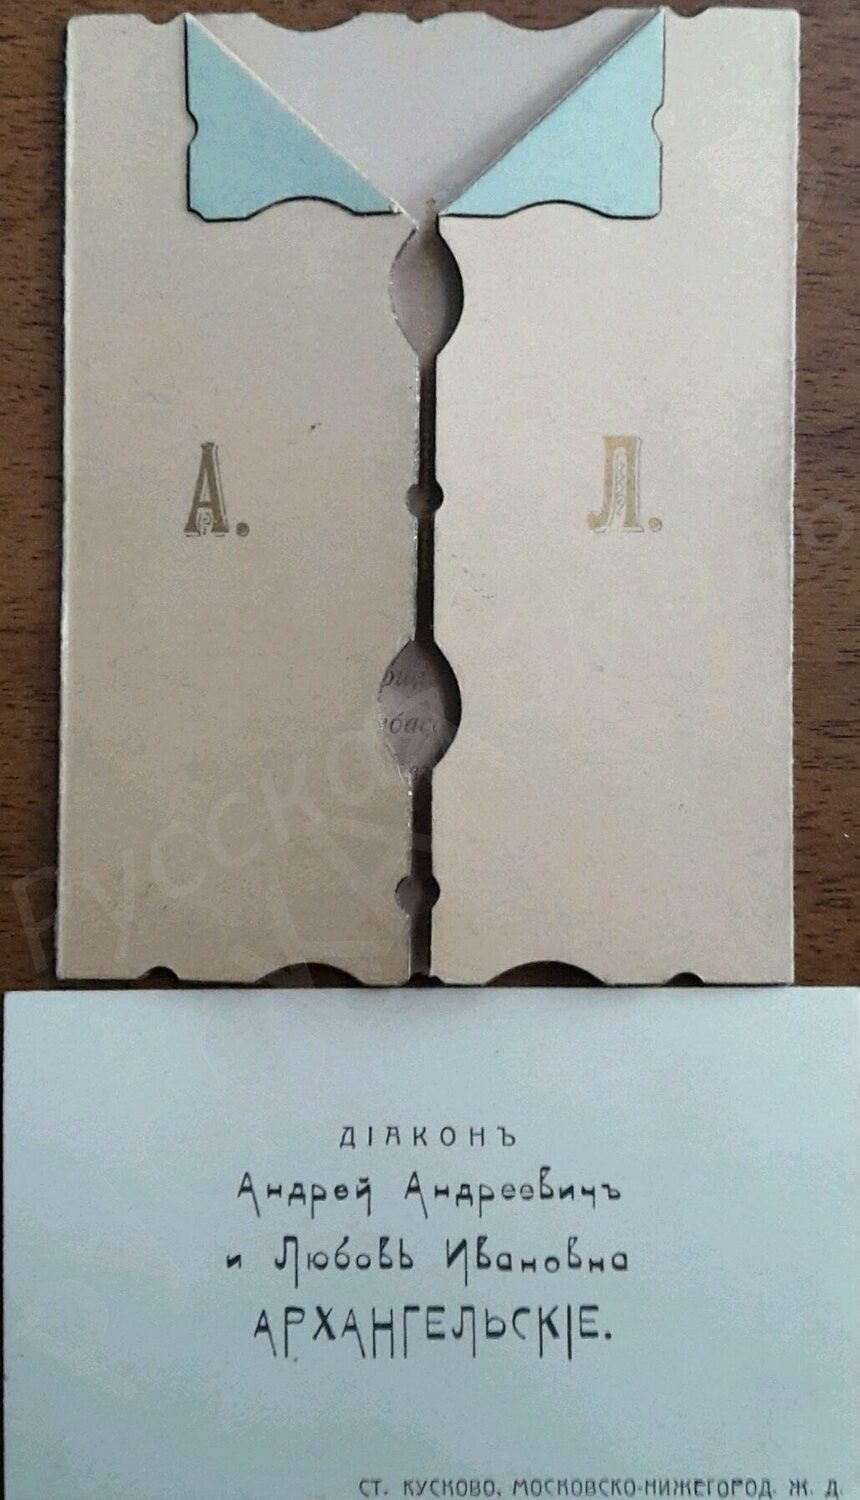 А.
Л.
ДІАКОНЪ
Андрей Андреевичъ
и Любовь Ивановна
АРХАНГЕЛЬСКІЕ.
СТ. КУСКОВО, МОСКОВСКО-НИЖЕГОРОД. Ж. Д.